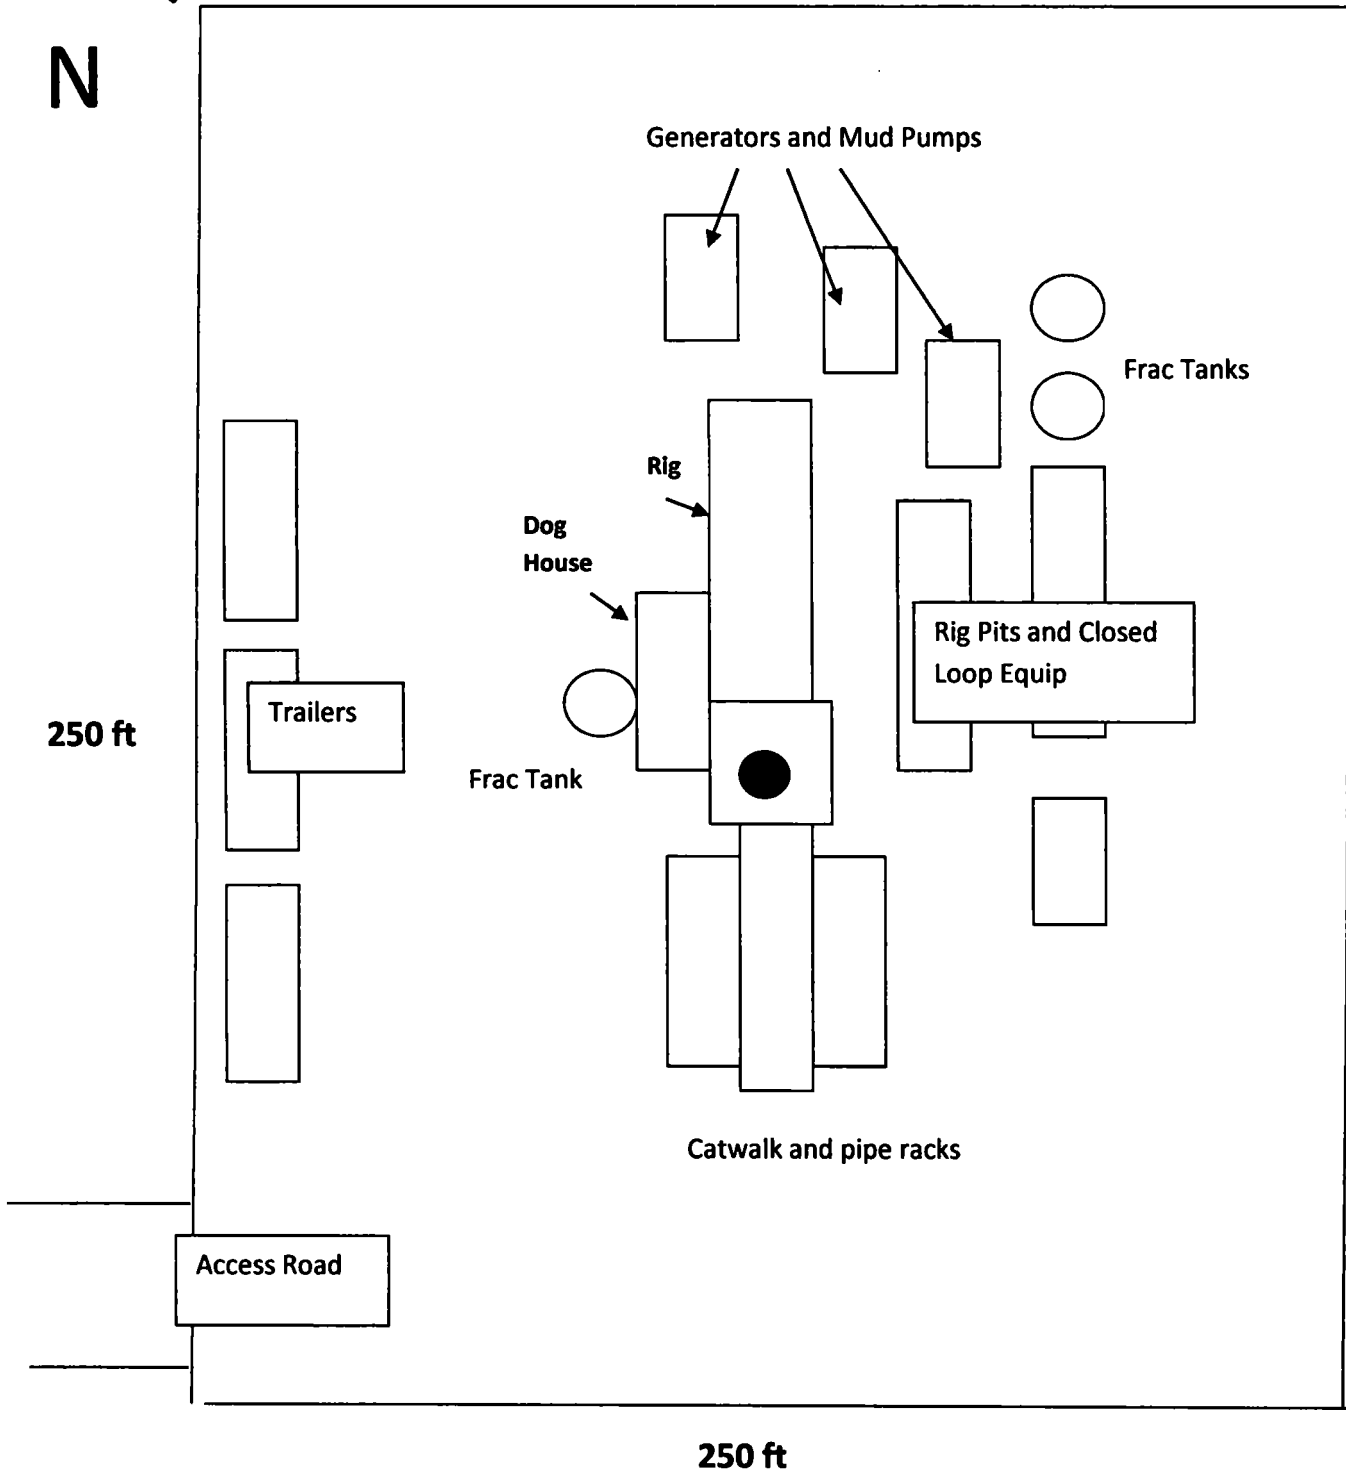 N
Generators and Mud Pumps
Frac Tanks
Rig
Dog
House
Rig Pits and Closed
Loop Equip
Trailers
250 ft
Frac Tank
Catwalk and pipe racks
Access Road
250 ft